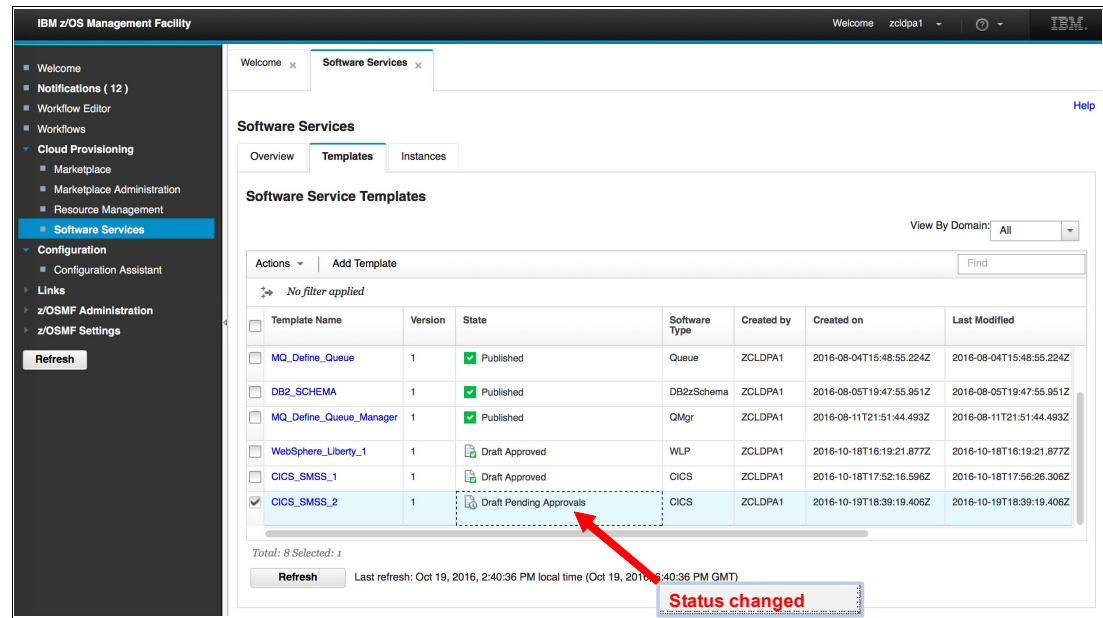 IBM z/OS Management Facility
Welcome zcldpa1
IBM.
Welcome
Notifications ( 12 )
Workflow Editor
Workflows
Cloud Provisioning
Marketplace
Marketplace Administration
Resource Management
Software Services
Configuration
Configuration Assistant
Links
z/OSMF Administration
z/OSMF Settings
Refresh
Welcome Software Services
Help
Software Services
Overview Templates Instances
Software Service Templates
View By Domain: All
Actions Add Template Find
No filter applied
Template Name Version State Software Type Created by Created on Last Modified
MQ_Define_Queue 1 Published Queue ZCLDPA1 2016-08-04T15:48:55.224Z 2016-08-04T15:48:55.224Z
DB2_SCHEMA 1 Published DB2zSchema ZCLDPA1 2016-08-05T19:47:55.951Z 2016-08-05T19:47:55.951Z
MQ_Define_Queue_Manager 1 Published QMgr ZCLDPA1 2016-08-11T21:51:44.493Z 2016-08-11T21:51:44.493Z
WebSphere_Liberty_1 1 Draft Approved WLP ZCLDPA1 2016-10-18T16:19:21.877Z 2016-10-18T16:19:21.877Z
CICS_SMSS_1 1 Draft Approved CICS ZCLDPA1 2016-10-18T17:52:16.596Z 2016-10-18T17:56:26.306Z
CICS_SMSS_2 1 Draft Pending Approvals CICS ZCLDPA1 2016-10-19T18:39:19.406Z 2016-10-19T18:39:19.406Z
Total: 8 Selected: 1
Refresh Last refresh: Oct 19, 2016, 2:40:36 PM local time (Oct 19, 2016, 6:40:36 PM GMT)
Status changed